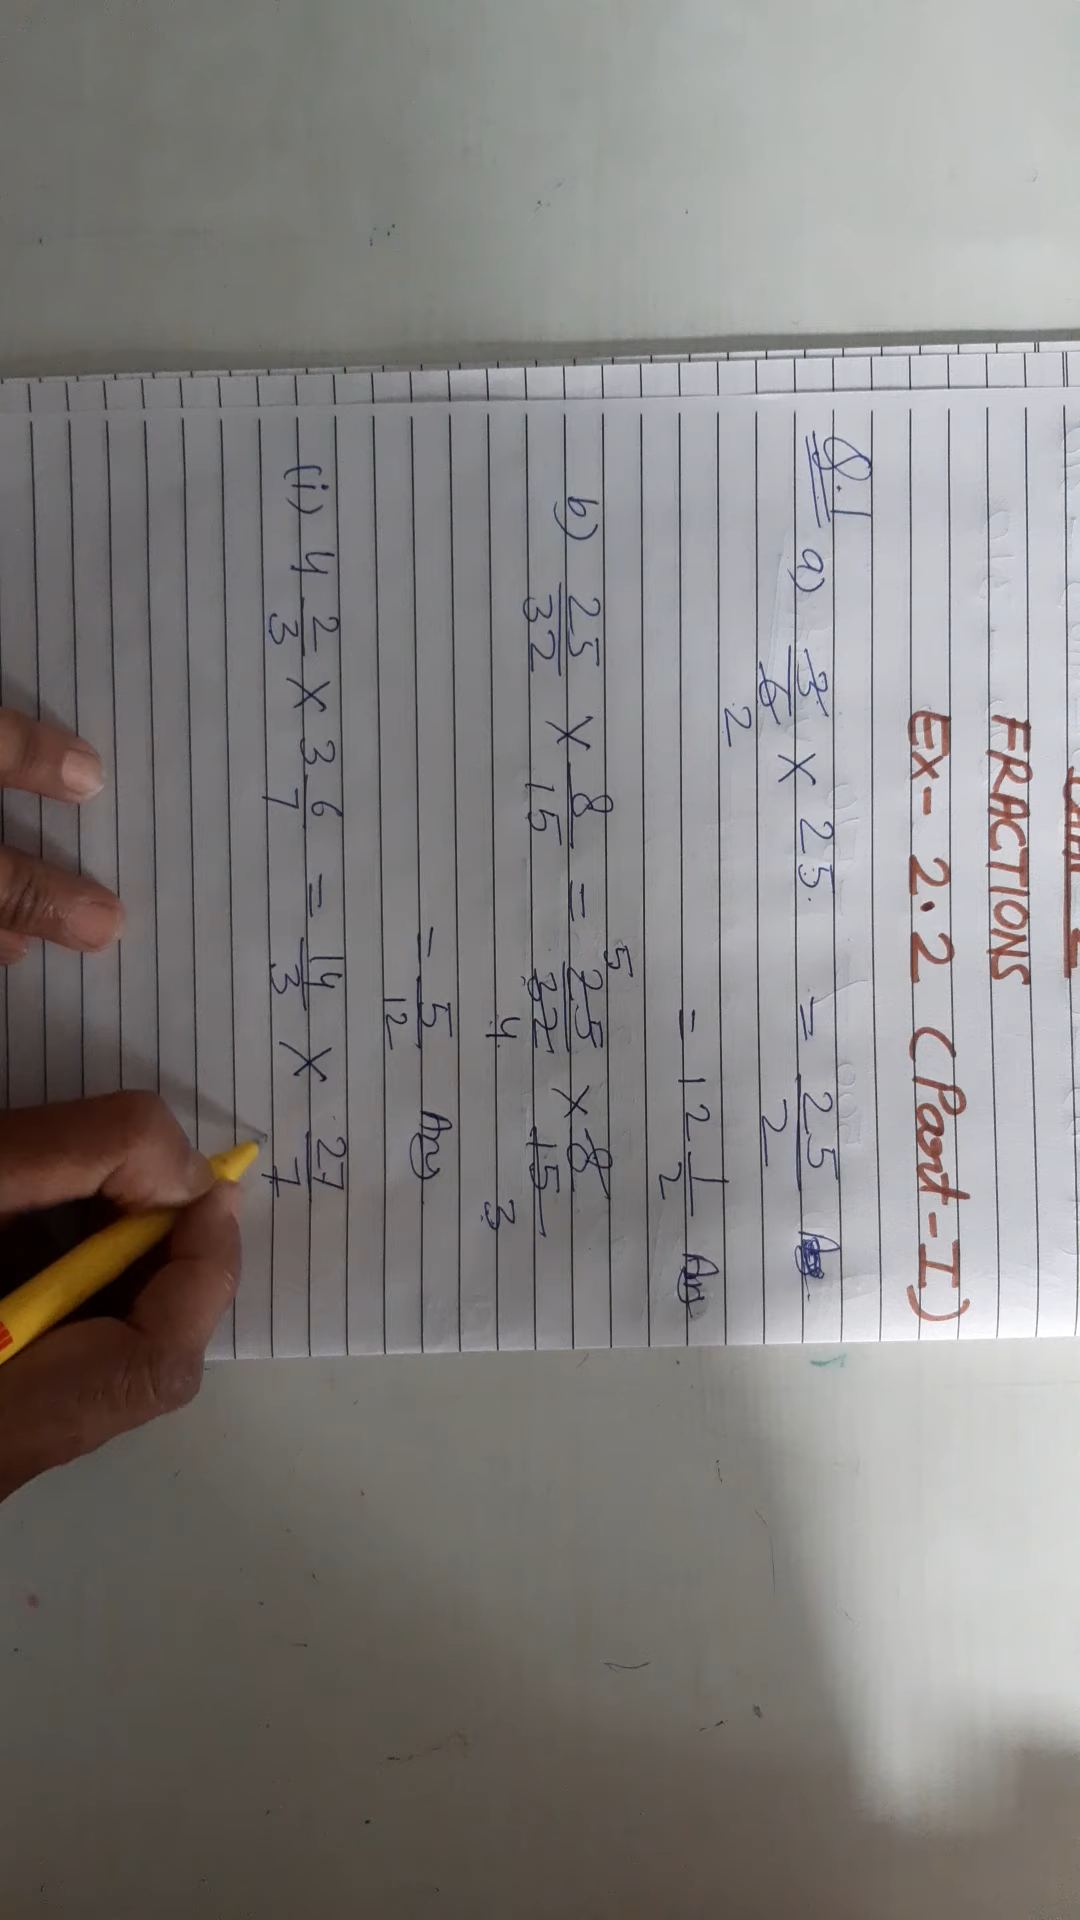 FRACTIONS
Ex- 2.2 (Part-I)
Q.1 a) 3/6 × 25 = 25/2
2
= 12 1/2 Ans
b) 25/32 × 8/15 = 25/32 × 8/15
5 4 3
= 5/12 Ans
(i) 4 2/3 × 3 6/7 = 14/3 × 27/7